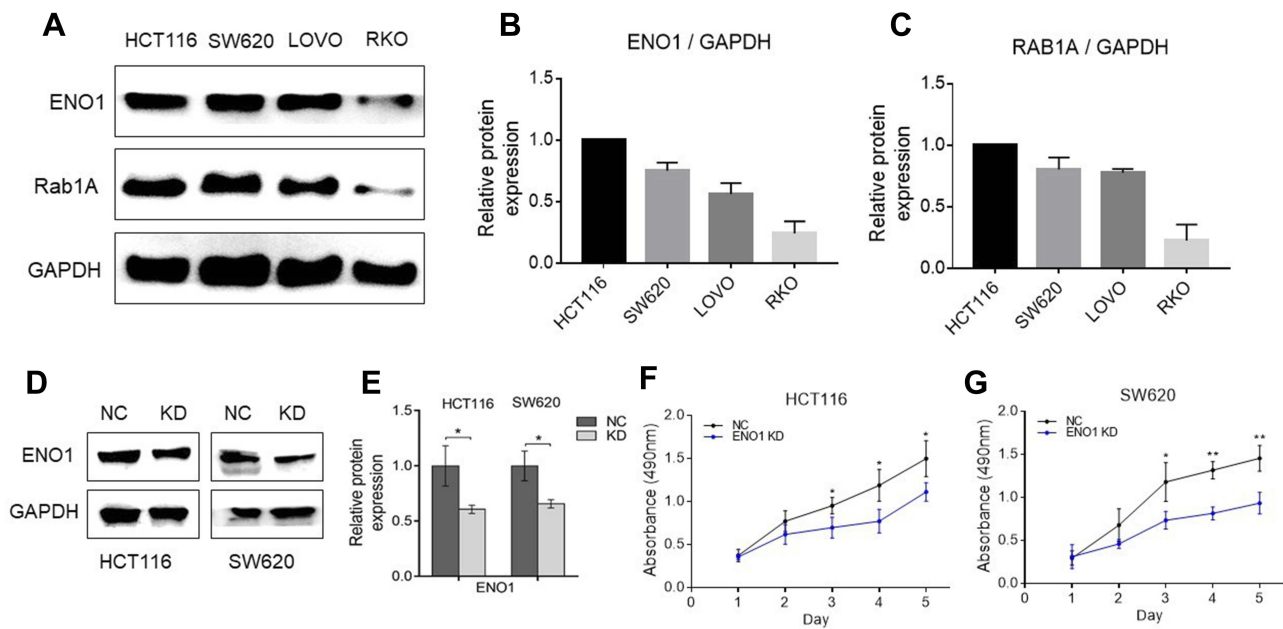 A
HCT116 SW620 LOVO RKO
ENO1
Rab1A
GAPDH
B
ENO1 / GAPDH
Relative protein
expression
1.5
1.0
0.5
0.0
HCT116
SW620
LOVO
RKO
C
RAB1A / GAPDH
Relative protein
expression
1.5
1.0
0.5
0.0
HCT116
SW620
LOVO
RKO
D
NC KD NC KD
ENO1
GAPDH
HCT116 SW620
E
HCT116 SW620
NC
KD
Relative protein
expression
1.5
1.0
0.5
0.0
* *
ENO1
F
HCT116
NC
ENO1 KD
Absorbance (490nm)
2.0
1.5
1.0
0.5
0.0
* * *
0 1 2 3 4 5
Day
G
SW620
NC
ENO1 KD
Absorbance (490nm)
2.0
1.5
1.0
0.5
0.0
* ** **
0 1 2 3 4 5
Day